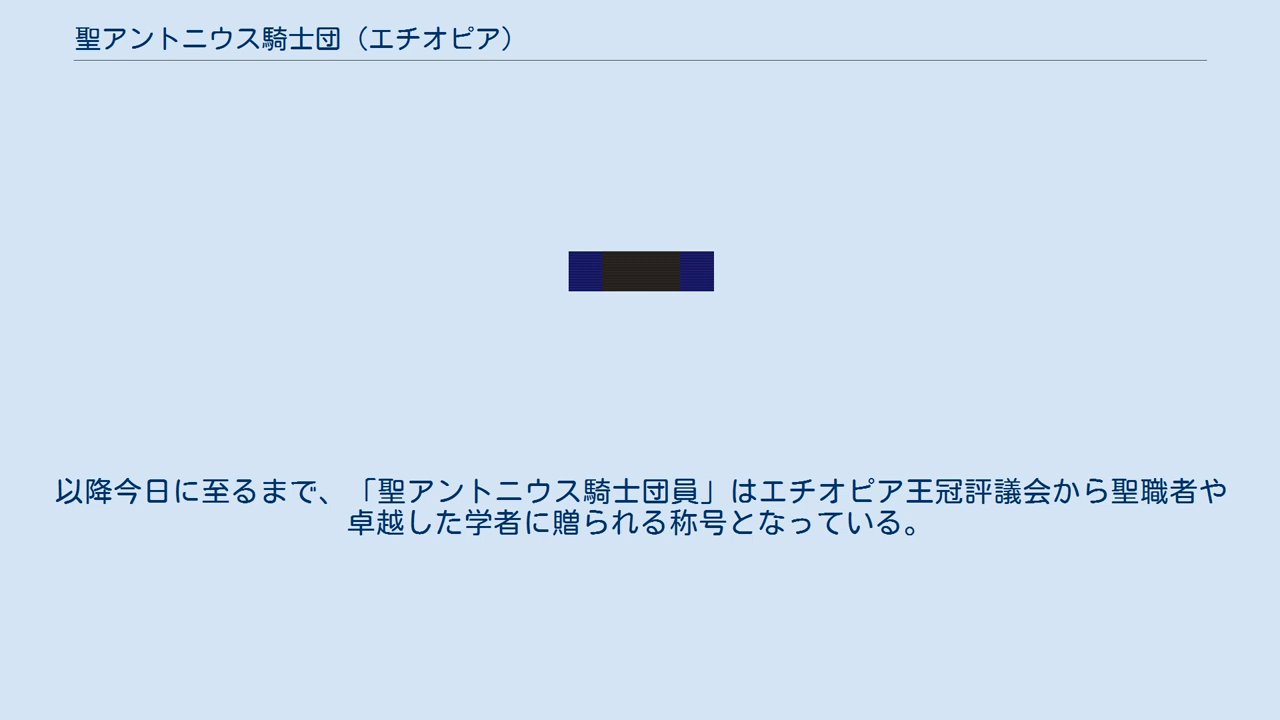 聖アントニウス騎士団（エチオピア）
以降今日に至るまで、「聖アントニウス騎士団員」はエチオピア王冠評議会から聖職者や
卓越した学者に贈られる称号となっている。